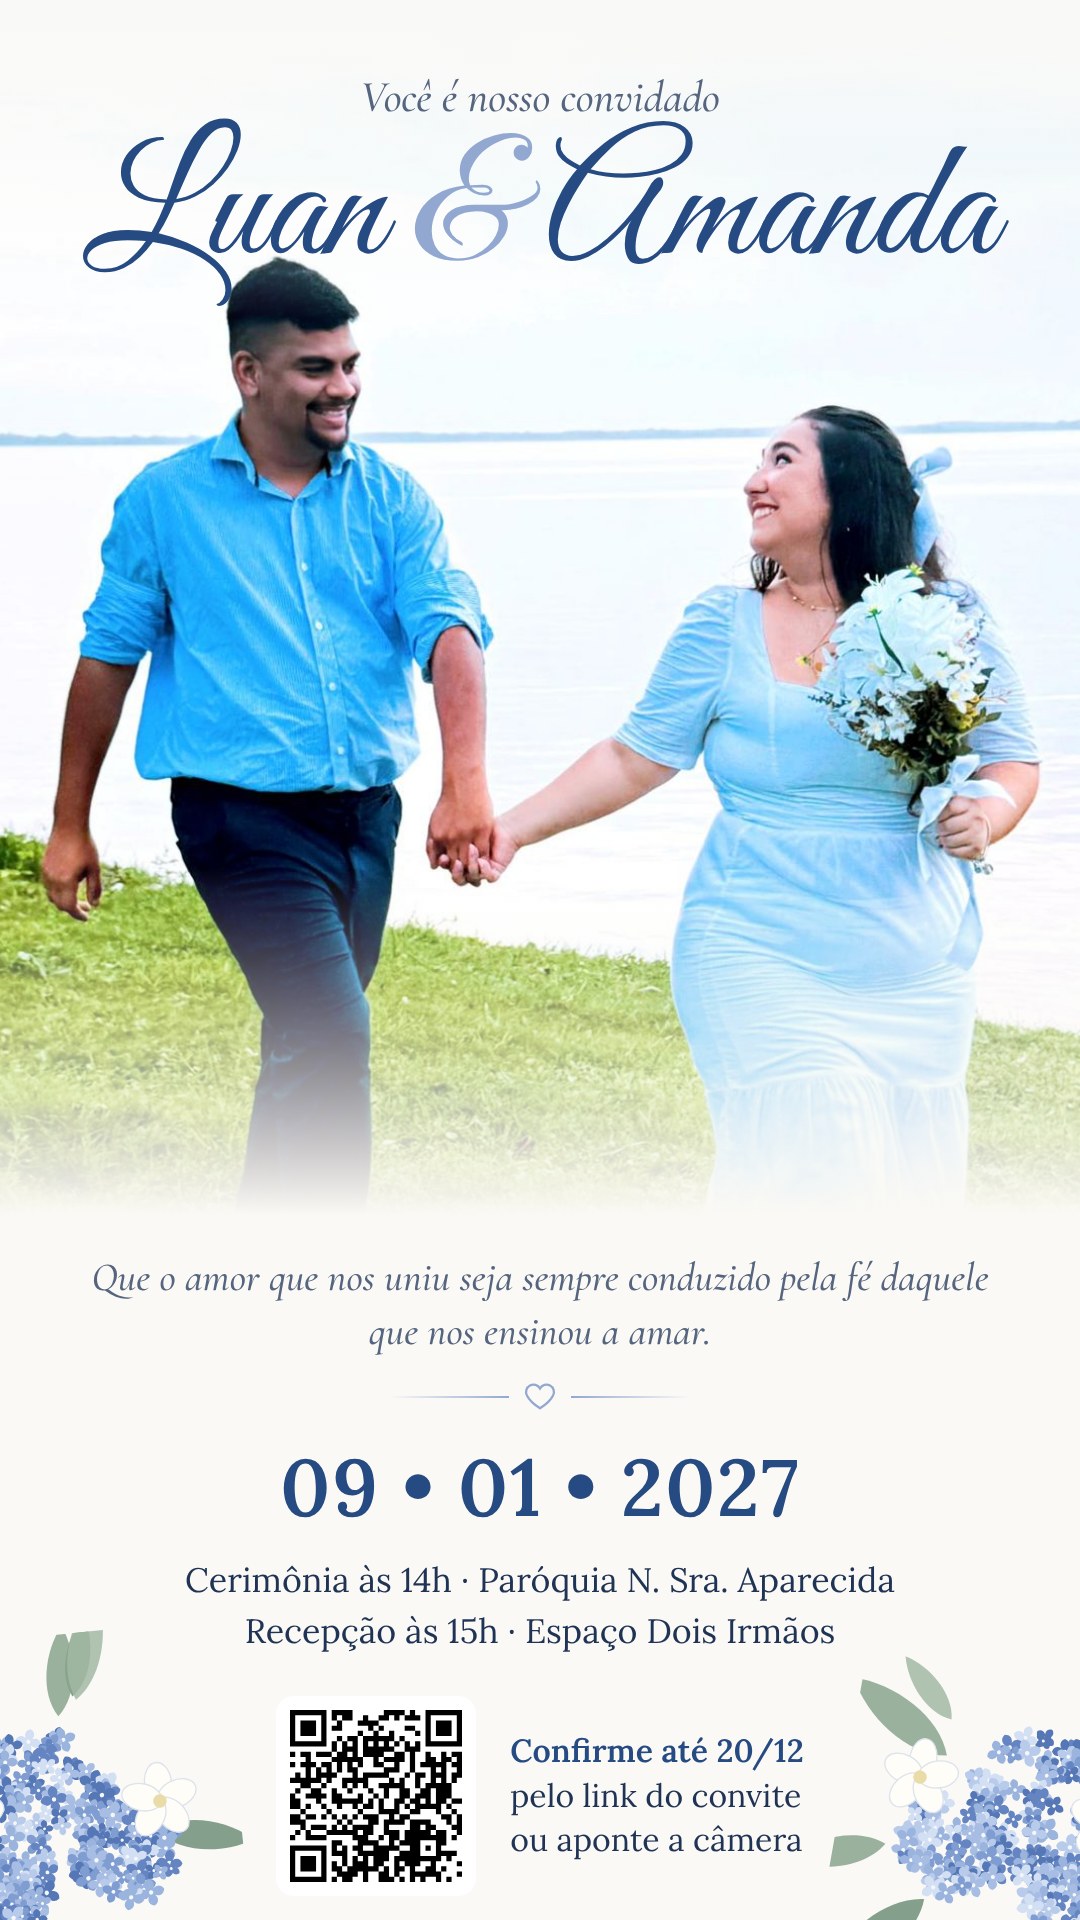 Você é nosso convidado
Luan & Amanda
Que o amor que nos uniu seja sempre conduzido pela fé daquele
que nos ensinou a amar.
09 • 01 • 2027
Cerimônia às 14h · Paróquia N. Sra. Aparecida
Recepção às 15h · Espaço Dois Irmãos
Confirme até 20/12
pelo link do convite
ou aponte a câmera